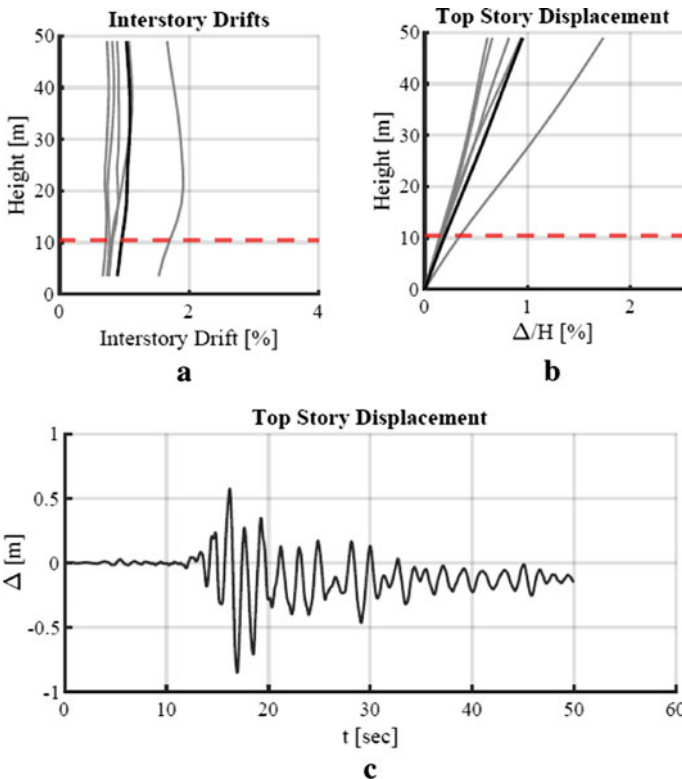 Interstory Drifts
Top Story Displacement
50
40
30
20
10
0
Height [m]
0
2
4
Interstory Drift [%]
a
50
40
30
20
10
0
Height [m]
0
1
2
Δ/H [%]
b
Top Story Displacement
1
0.5
0
-0.5
-1
Δ [m]
0
10
20
30
40
50
60
t [sec]
c